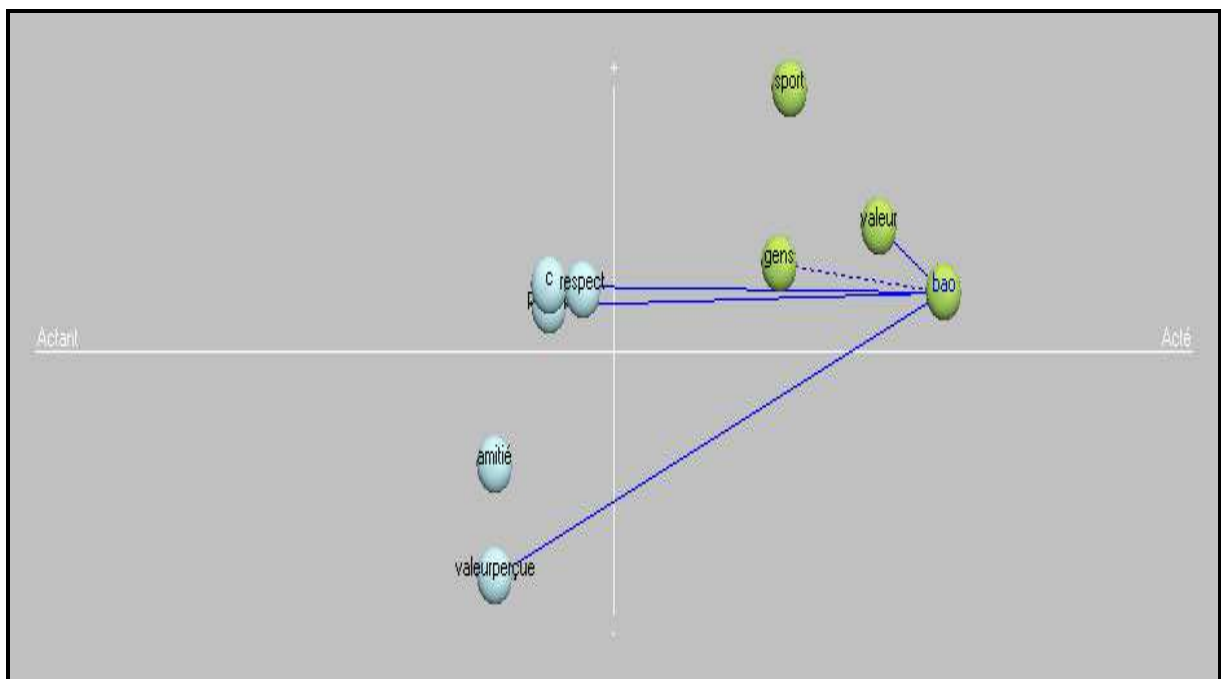 sport
valeur
gens
c
respect
bao
Actant
Acté
amitié
valeurperçue